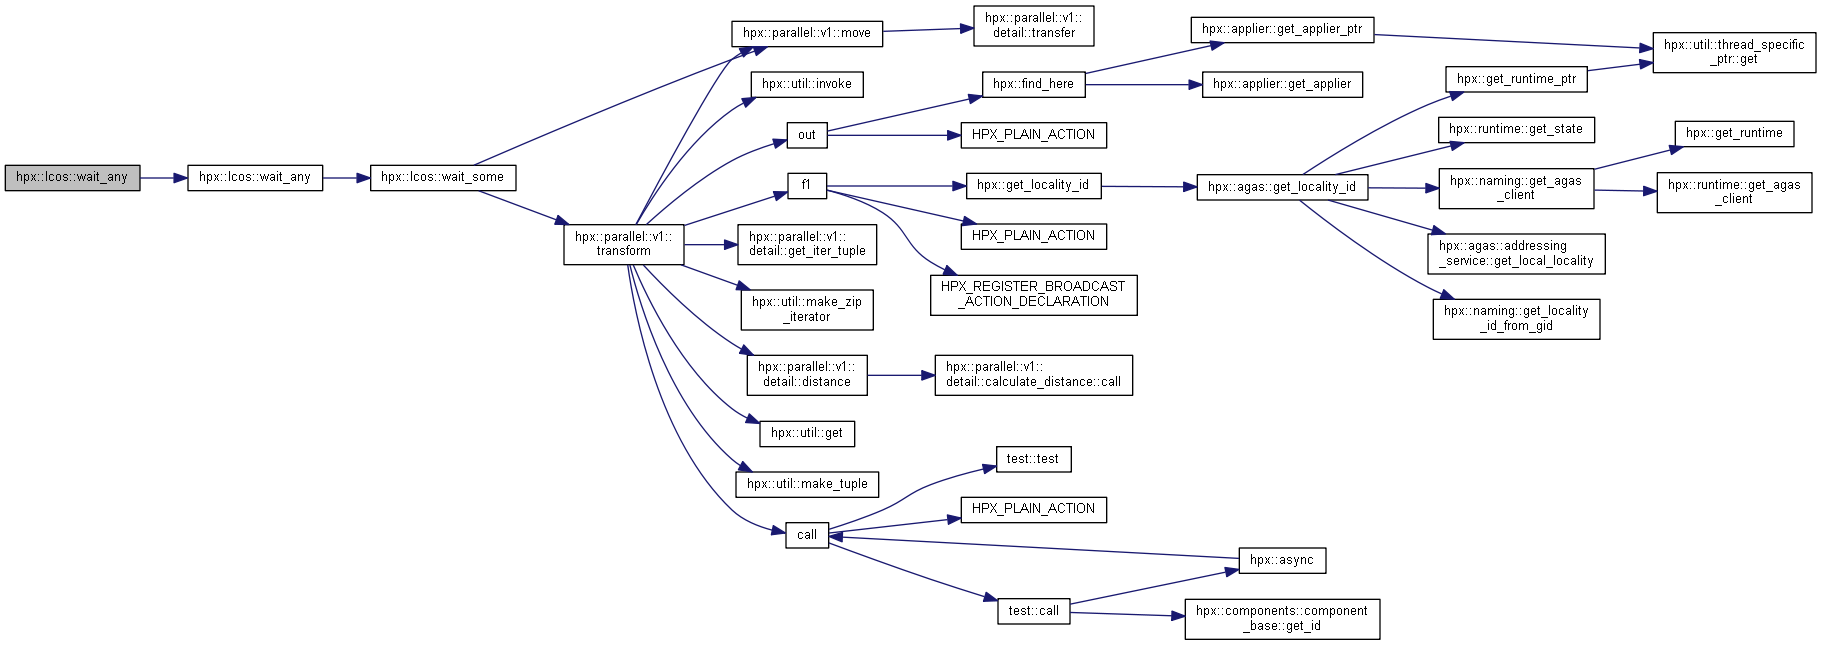 hpx::lcos::wait_any
hpx::lcos::wait_any
hpx::lcos::wait_some
hpx::parallel::v1::move
hpx::parallel::v1::
detail::transfer
hpx::parallel::v1::
transform
hpx::util::invoke
out
hpx::find_here
hpx::applier::get_applier_ptr
hpx::util::thread_specific
_ptr::get
hpx::applier::get_applier
HPX_PLAIN_ACTION
f1
hpx::get_locality_id
hpx::agas::get_locality_id
hpx::get_runtime_ptr
hpx::runtime::get_state
hpx::naming::get_agas
_client
hpx::get_runtime
hpx::runtime::get_agas
_client
hpx::agas::addressing
_service::get_local_locality
hpx::naming::get_locality
_id_from_gid
HPX_PLAIN_ACTION
HPX_REGISTER_BROADCAST
_ACTION_DECLARATION
hpx::parallel::v1::
detail::get_iter_tuple
hpx::util::make_zip
_iterator
hpx::parallel::v1::
detail::distance
hpx::parallel::v1::
detail::calculate_distance::call
hpx::util::get
hpx::util::make_tuple
call
test::test
HPX_PLAIN_ACTION
test::call
hpx::async
hpx::components::component
_base::get_id